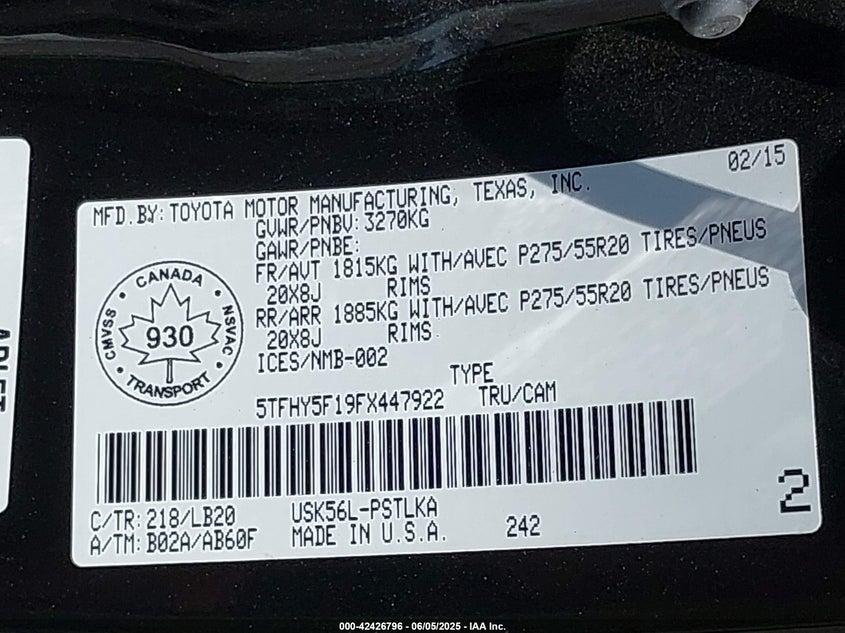 02/15
MFD.BY: TOYOTA MOTOR MANUFACTURING, TEXAS, INC.
GVWR/PNBV: 3270KG
GAWR/PNBE:
FR/AVT 1815KG WITH/AVEC P275/55R20 TIRES/PNEUS
20X8J RIMS
RR/ARR 1885KG WITH/AVEC P275/55R20 TIRES/PNEUS
20X8J RIMS
ICES/NMB-002
CANADA
CMVSS
NSVAC
930
TRANSPORT
TYPE
5TFHY5F19FX447922 TRU/CAM
C/TR: 218/LB20 USK56L-PSTLKA
A/TM: B02A/AB60F MADE IN U.S.A. 242
2
000-42426796 - 06/05/2025 - IAA Inc.